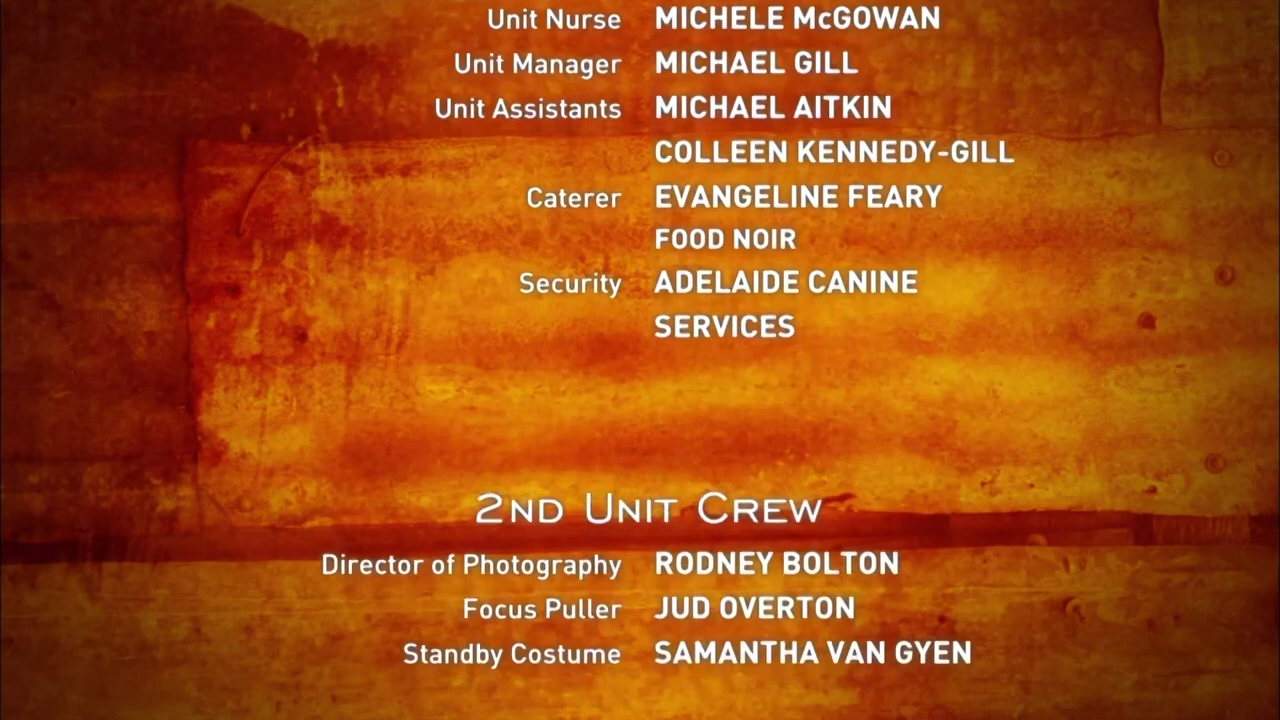 Unit Nurse MICHELE McGOWAN
Unit Manager MICHAEL GILL
Unit Assistants MICHAEL AITKIN
COLLEEN KENNEDY-GILL
Caterer EVANGELINE FEARY
FOOD NOIR
Security ADELAIDE CANINE
SERVICES
2ND UNIT CREW
Director of Photography RODNEY BOLTON
Focus Puller JUD OVERTON
Standby Costume SAMANTHA VAN GYEN